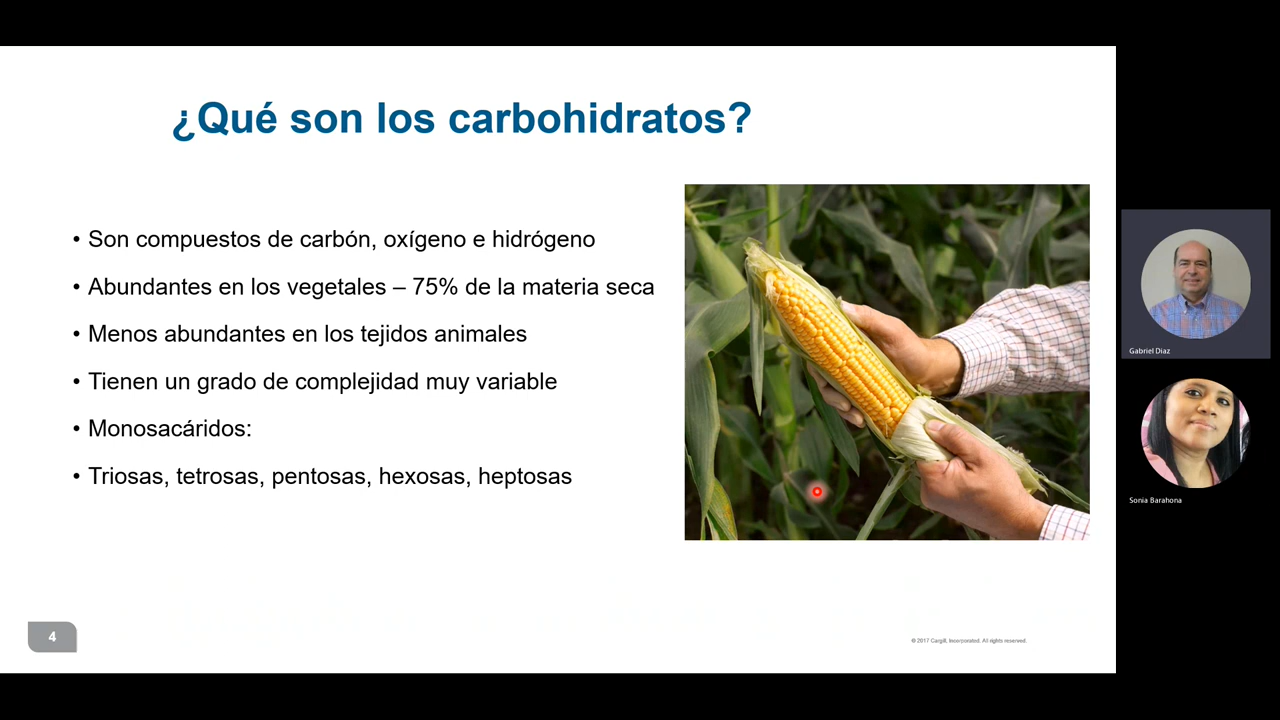 ¿Qué son los carbohidratos?
• Son compuestos de carbón, oxígeno e hidrógeno
• Abundantes en los vegetales – 75% de la materia seca
• Menos abundantes en los tejidos animales
• Tienen un grado de complejidad muy variable
• Monosacáridos:
• Triosas, tetrosas, pentosas, hexosas, heptosas
Gabriel Diaz
Sonia Barahona
4
© 2017 Cargill, Incorporated. All rights reserved.